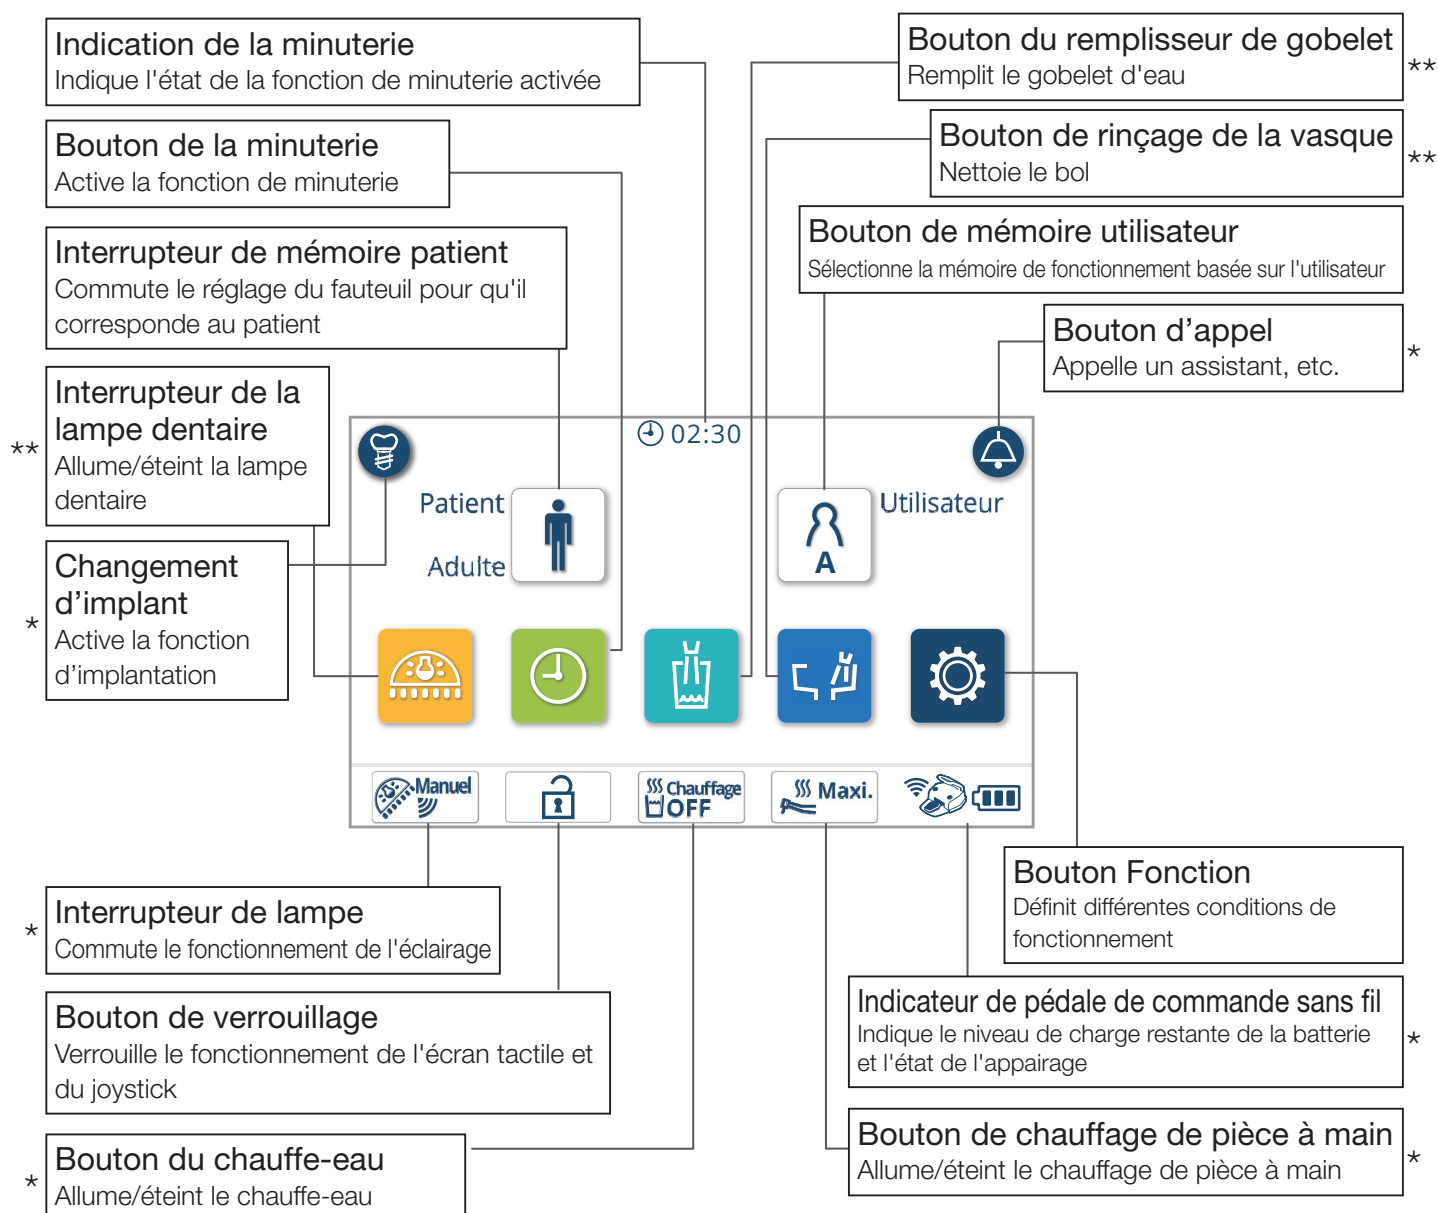 Indication de la minuterie
Indique l'état de la fonction de minuterie activée
Bouton de la minuterie
Active la fonction de minuterie
Interrupteur de mémoire patient
Commute le réglage du fauteuil pour qu'il
corresponde au patient
**
Interrupteur de la
lampe dentaire
Allume/éteint la lampe
dentaire
*
Changement
d’implant
Active la fonction
d’implantation
Bouton du remplisseur de gobelet
Remplit le gobelet d'eau
**
Bouton de rinçage de la vasque
Nettoie le bol
**
Bouton de mémoire utilisateur
Sélectionne la mémoire de fonctionnement basée sur l'utilisateur
Bouton d’appel
Appelle un assistant, etc.
*
02:30
Patient
Adulte
A
Utilisateur
Manuel
Chauffage
OFF
Maxi.
*
Interrupteur de lampe
Commute le fonctionnement de l'éclairage
Bouton de verrouillage
Verrouille le fonctionnement de l'écran tactile et
du joystick
*
Bouton du chauffe-eau
Allume/éteint le chauffe-eau
Bouton Fonction
Définit différentes conditions de
fonctionnement
Indicateur de pédale de commande sans fil
Indique le niveau de charge restante de la batterie
et l'état de l'appairage
*
Bouton de chauffage de pièce à main
Allume/éteint le chauffage de pièce à main
*